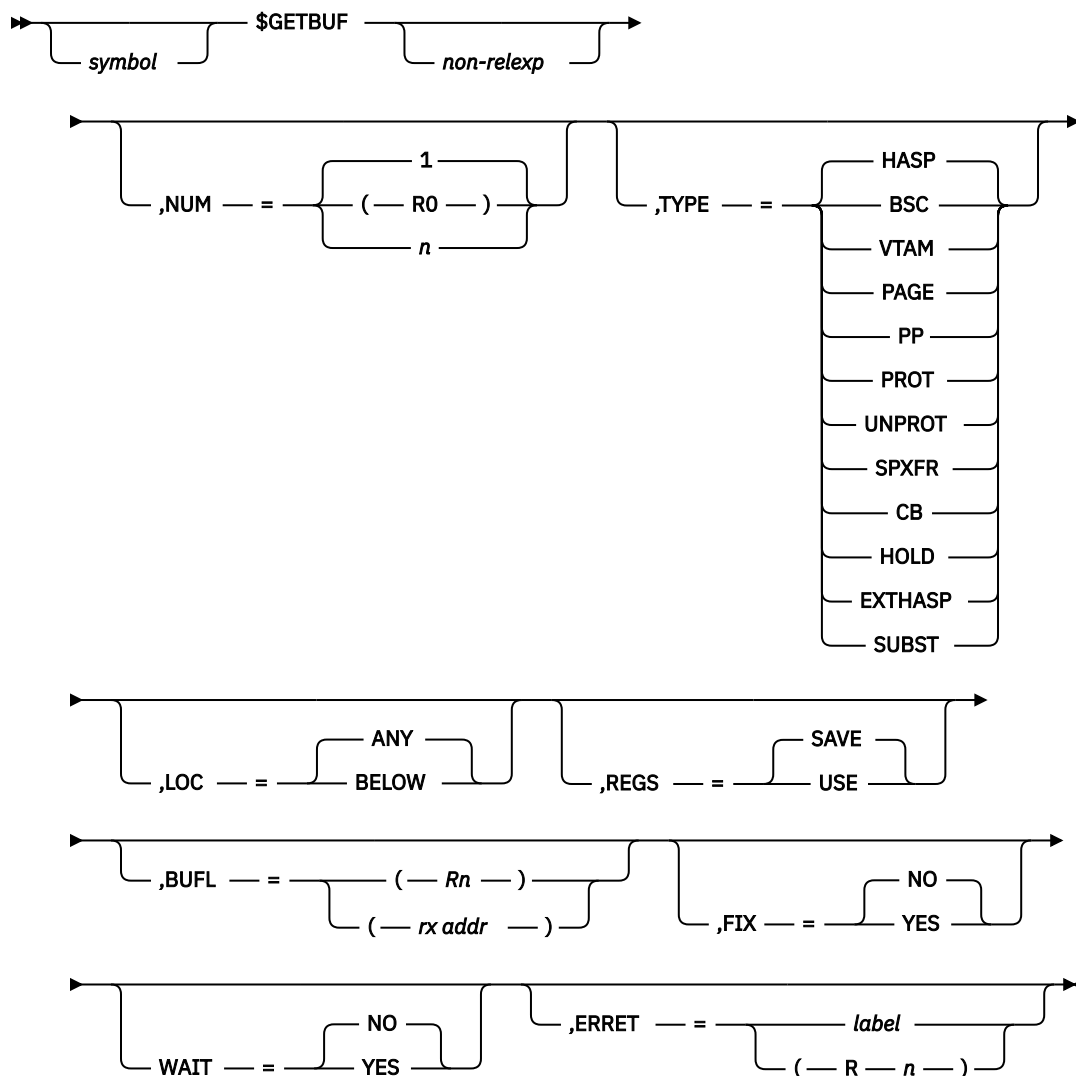 $GETBUF
symbol non-relexp
1 HASP
,NUM = ( R0 ) ,TYPE = BSC
n VTAM
PAGE
PP
PROT
UNPROT
SPXFR
CB
HOLD
EXTHASP
SUBST
ANY SAVE
,LOC = BELOW ,REGS = USE
,BUFL = ( Rn ) NO
( rx addr ) ,FIX = YES
NO ,ERRET = label
WAIT = YES ( R n )